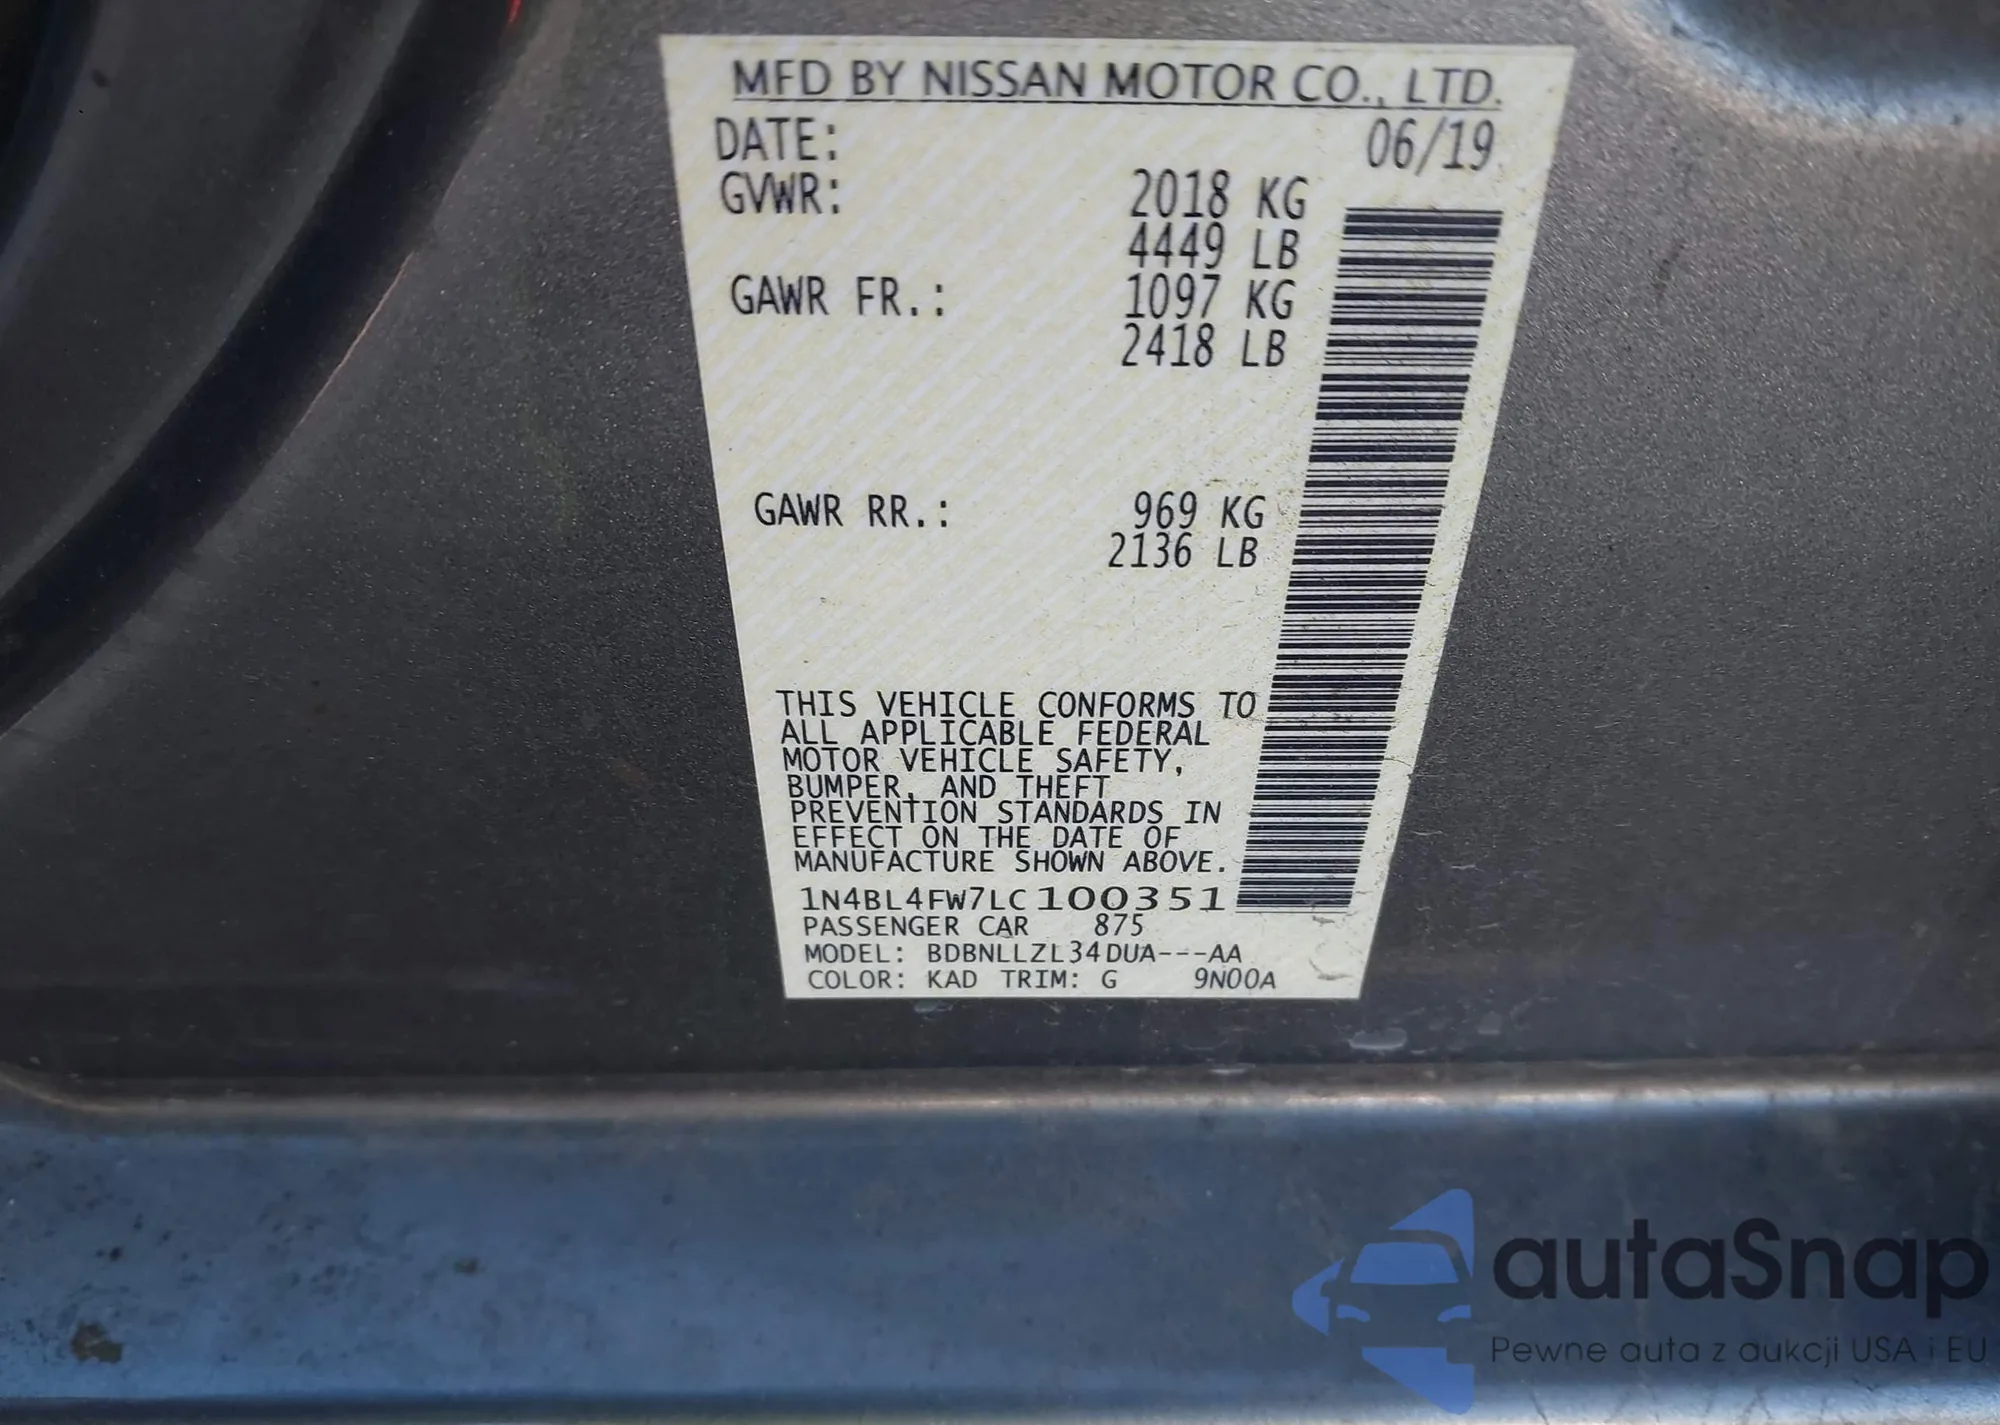 MFD BY NISSAN MOTOR CO., LTD.
DATE: 06/19
GVWR: 2018 KG
4449 LB
GAWR FR.: 1097 KG
2418 LB
GAWR RR.: 969 KG
2136 LB
THIS VEHICLE CONFORMS TO
ALL APPLICABLE FEDERAL
MOTOR VEHICLE SAFETY,
BUMPER, AND THEFT
PREVENTION STANDARDS IN
EFFECT ON THE DATE OF
MANUFACTURE SHOWN ABOVE.
1N4BL4FW7LC100351
PASSENGER CAR 875
MODEL: BDBNLLZL34DUA---AA
COLOR: KAD TRIM: G 9N00A
autaSnap
Pewne auta z aukcji USA i EU